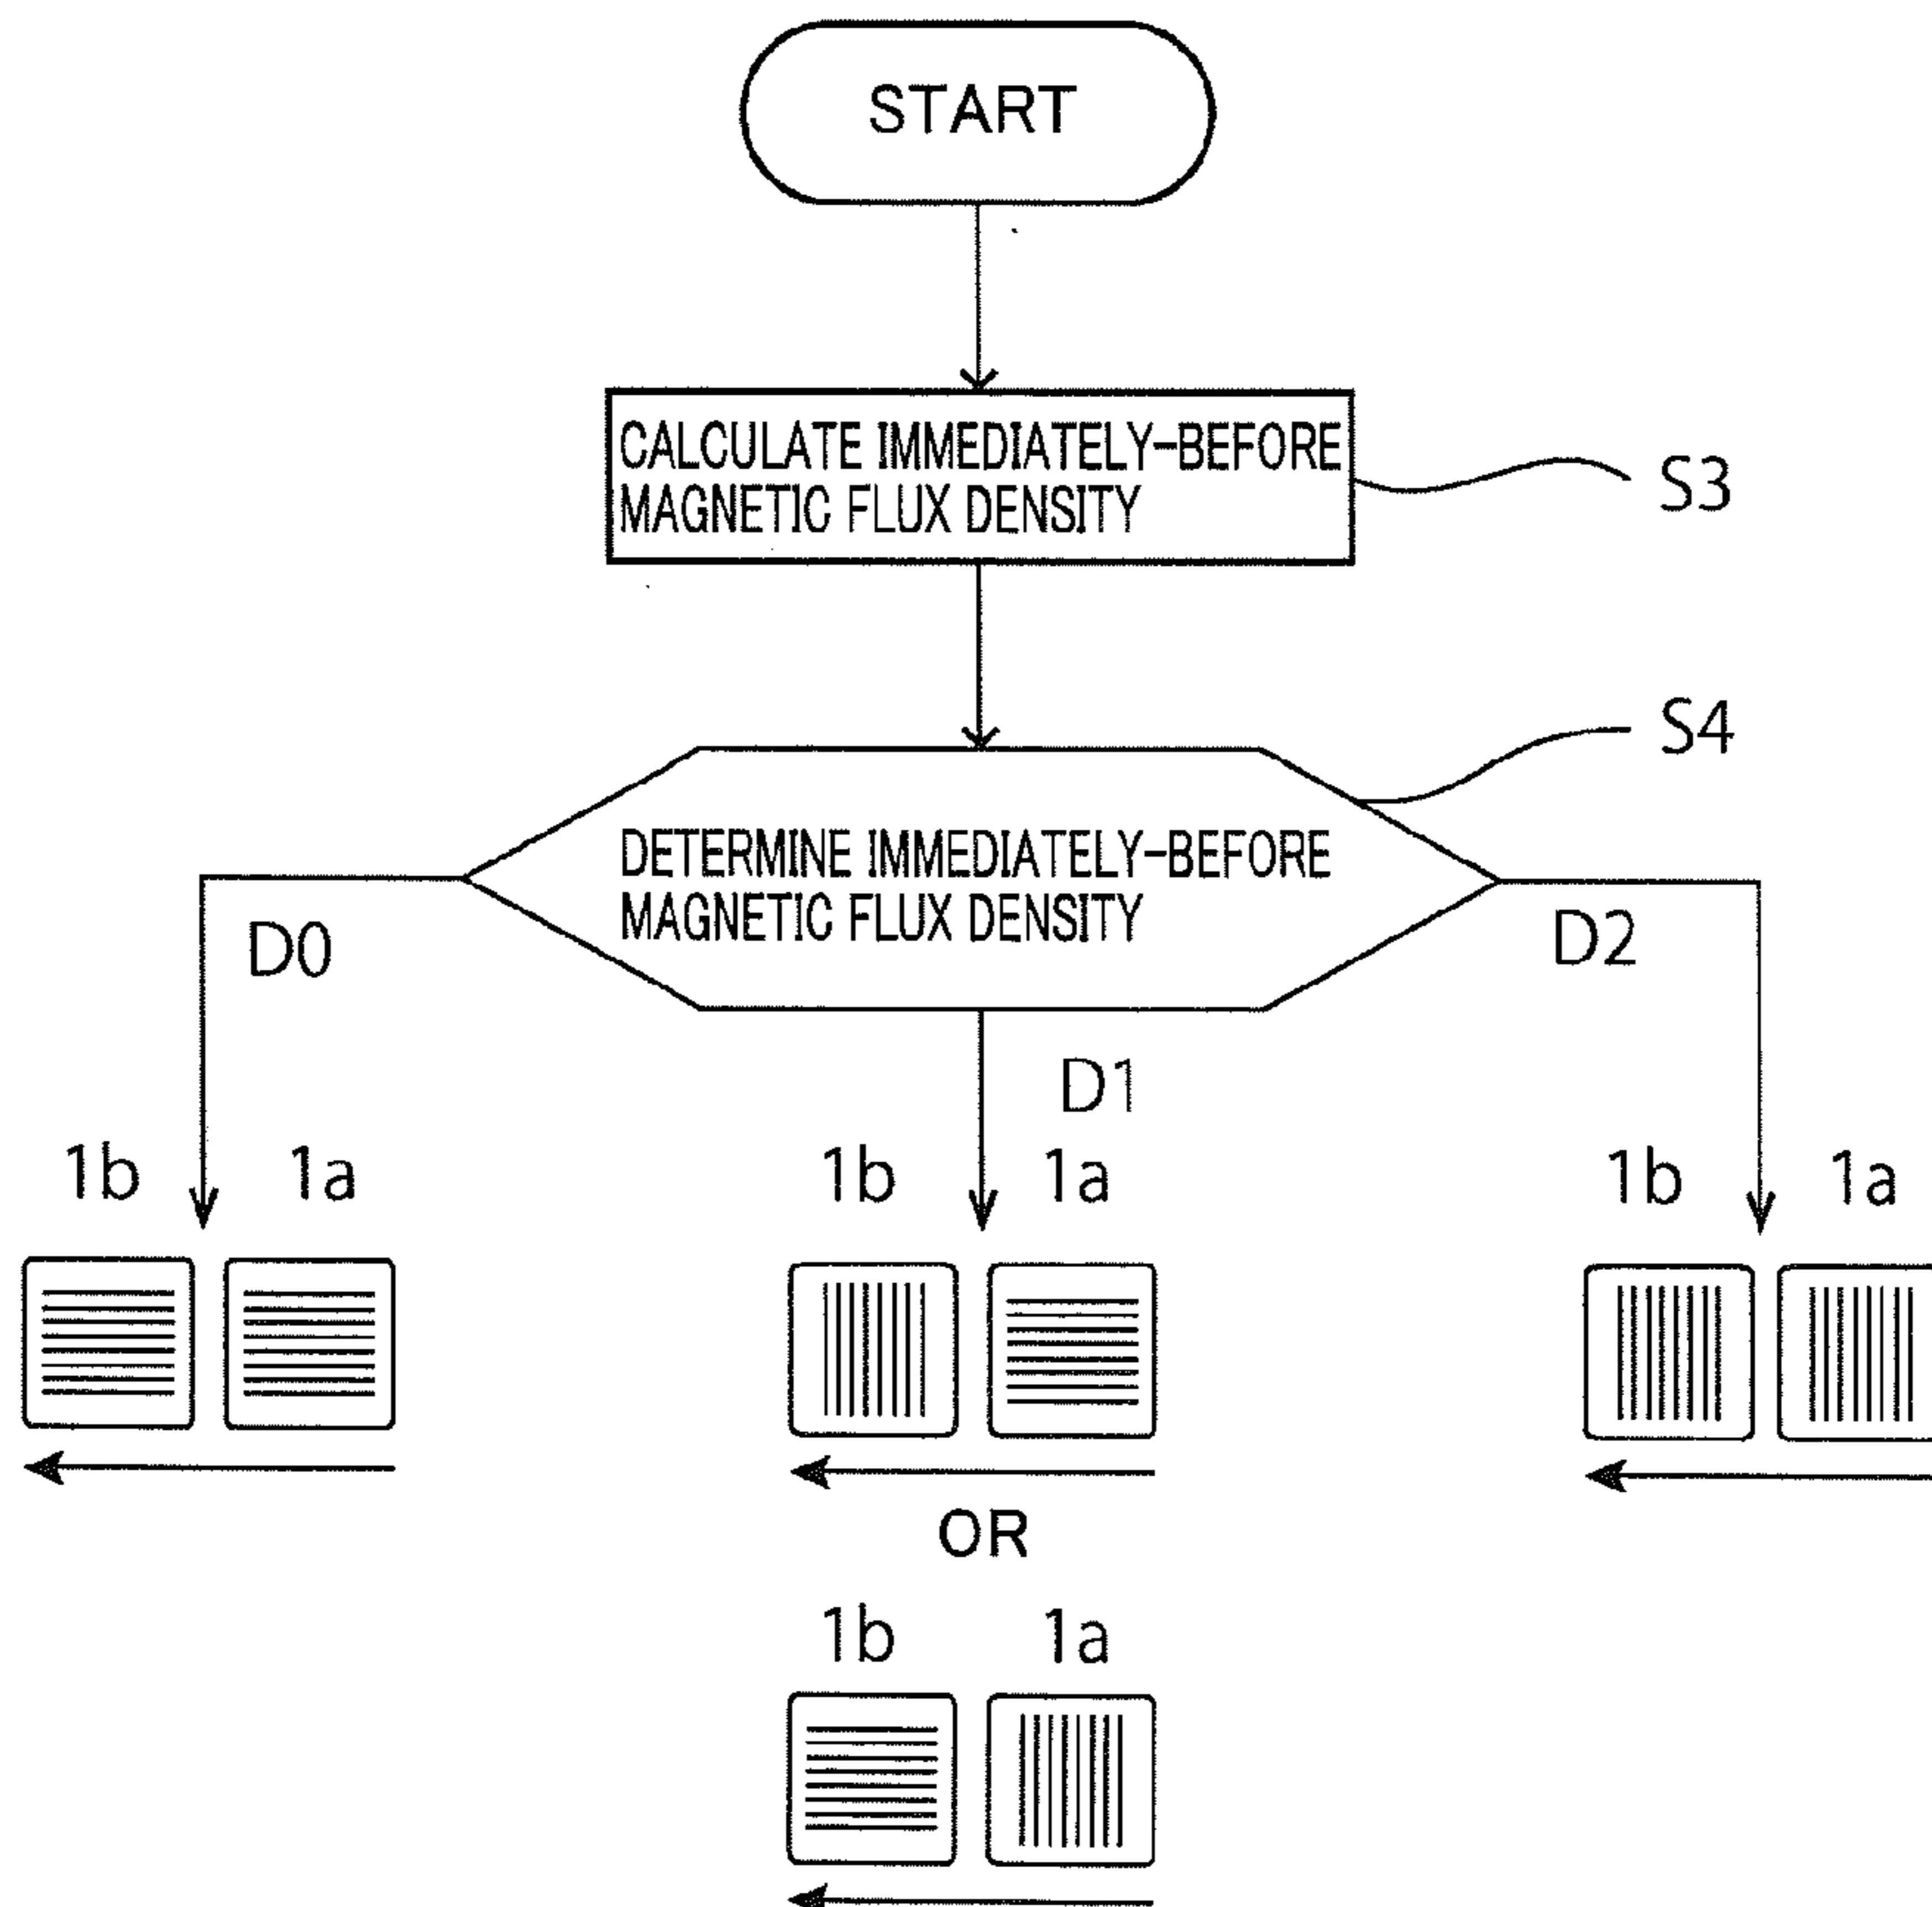 START
CALCULATE IMMEDIATELY-BEFORE
MAGNETIC FLUX DENSITY
S3
S4
DETERMINE IMMEDIATELY-BEFORE
MAGNETIC FLUX DENSITY
D0
D2
D1
1b 1a
1b 1a
1b 1a
OR
1b 1a